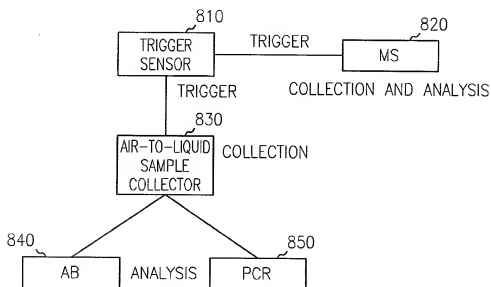 810
TRIGGER
SENSOR
TRIGGER
820
MS
COLLECTION AND ANALYSIS
TRIGGER
830
AIR-TO-LIQUID
SAMPLE
COLLECTOR
COLLECTION
840
AB
ANALYSIS
850
PCR